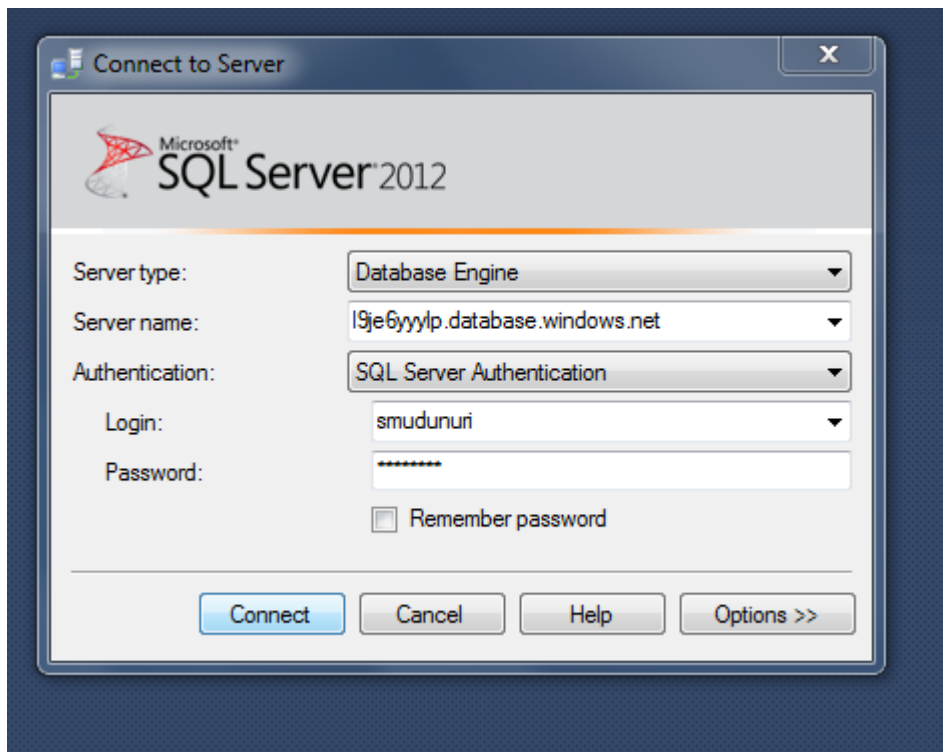 Connect to Server
X
Microsoft®
SQL Server® 2012
Server type: Database Engine
Server name: l9je6yyylp.database.windows.net
Authentication: SQL Server Authentication
Login: smudunuri
Password: ********
Remember password
Connect Cancel Help Options >>